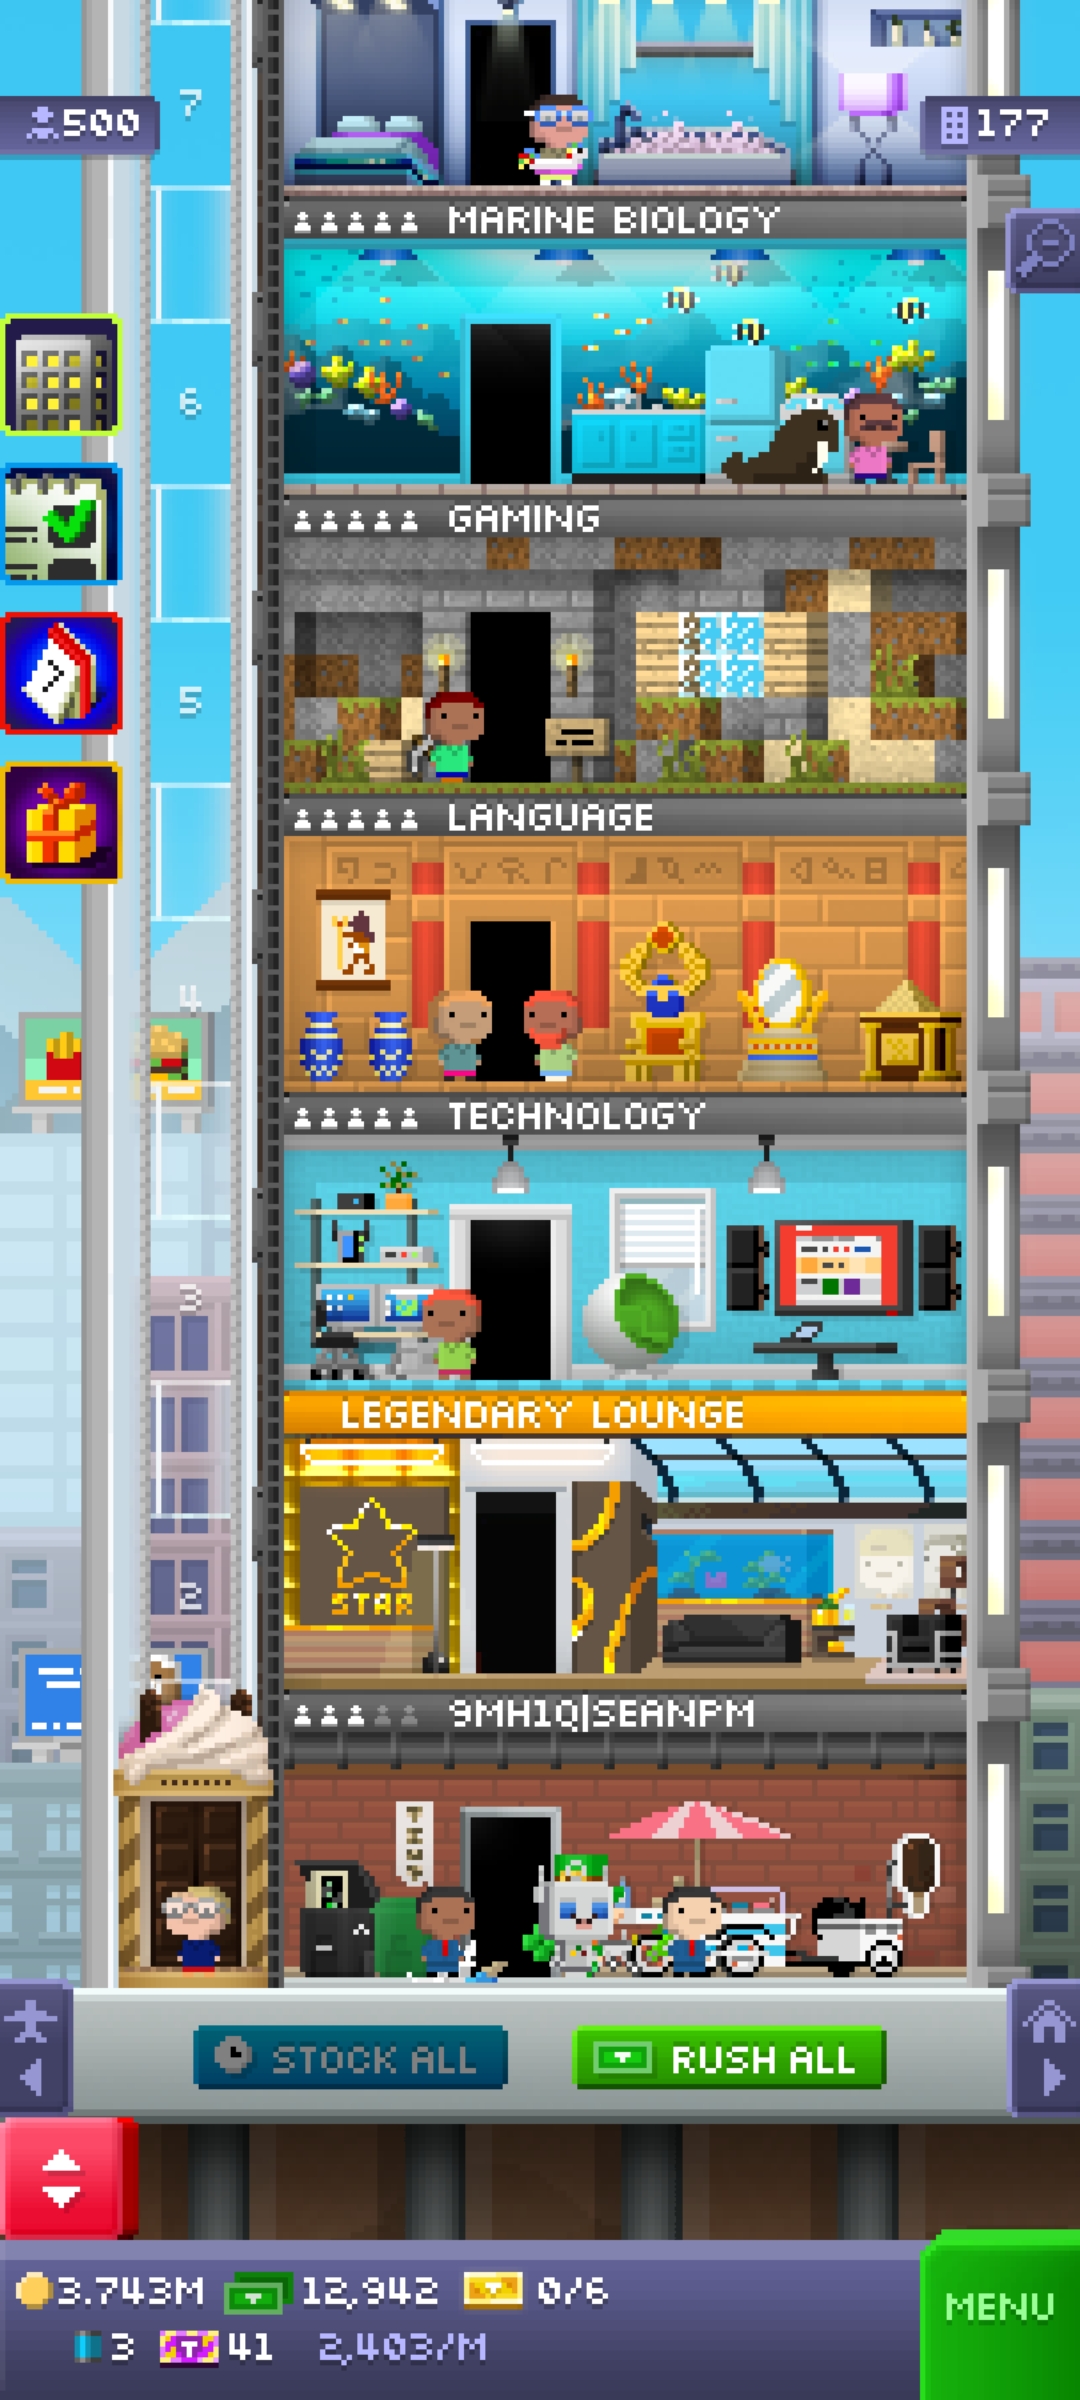 7
500
177
MARINE BIOLOGY
6
GAMING
5
LANGUAGE
4
TECHNOLOGY
3
LEGENDARY LOUNGE
STAR
2
9MH1Q|SEANPM
STOCK ALL
RUSH ALL
3.743M 12,942 0/6
3 41 2,403/M
MENU